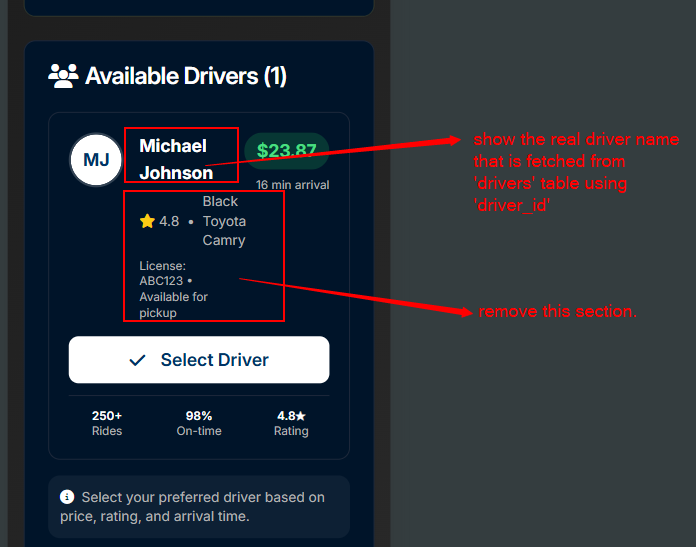 Available Drivers (1)
MJ
Michael
Johnson
$23.87
16 min arrival
show the real driver name
that is fetched from
'drivers' table using
'driver_id'
4.8 •
Black
Toyota
Camry
License:
ABC123 •
Available for
pickup
remove this section.
Select Driver
250+
Rides
98%
On-time
4.8★
Rating
Select your preferred driver based on
price, rating, and arrival time.